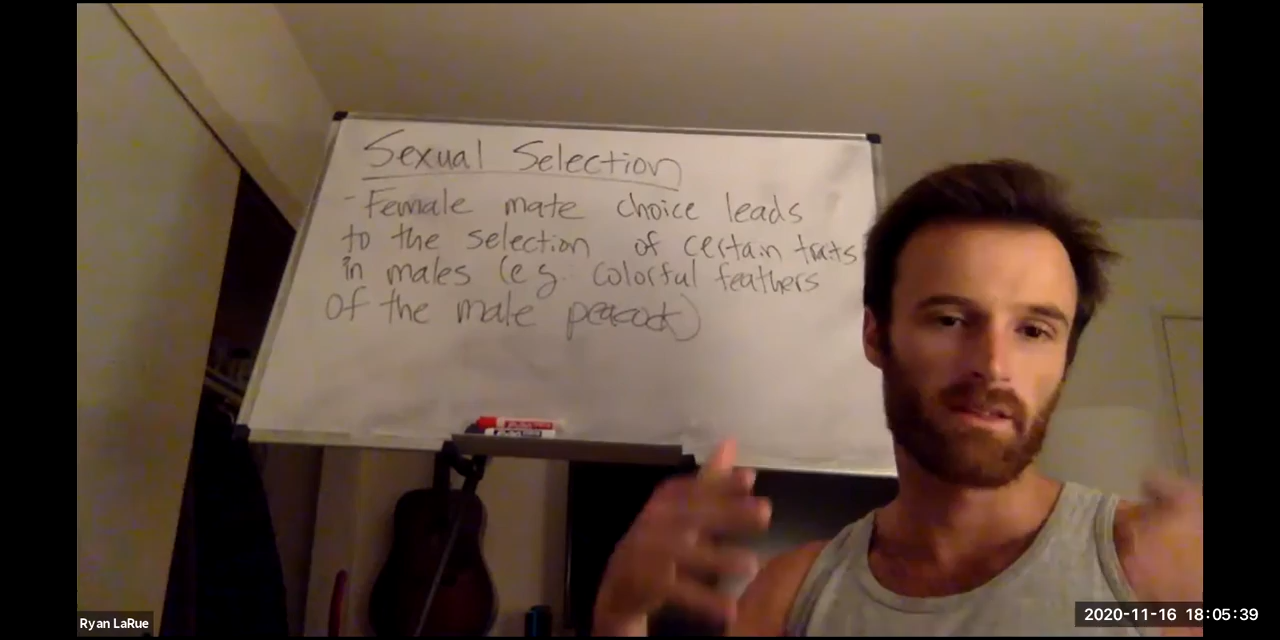 Sexual Selection
- Female mate choice leads
to the selection of certain traits
in males (e.g. colorful feathers
of the male peacock)
Ryan LaRue
2020-11-16 18:05:39